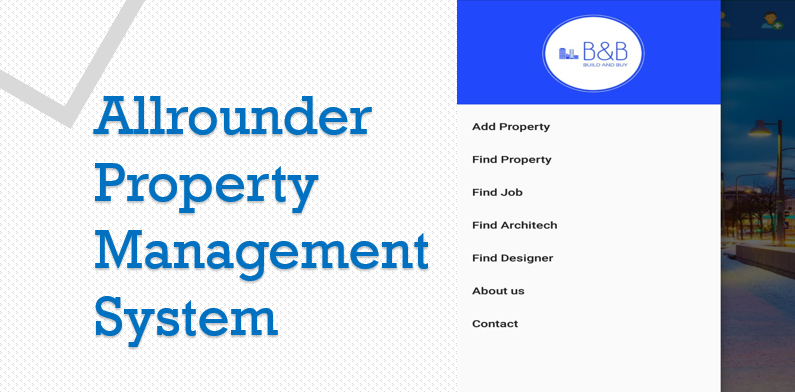 Allrounder
Property
Management
System
B&B
BUILD AND BUY
Add Property
Find Property
Find Job
Find Architech
Find Designer
About us
Contact